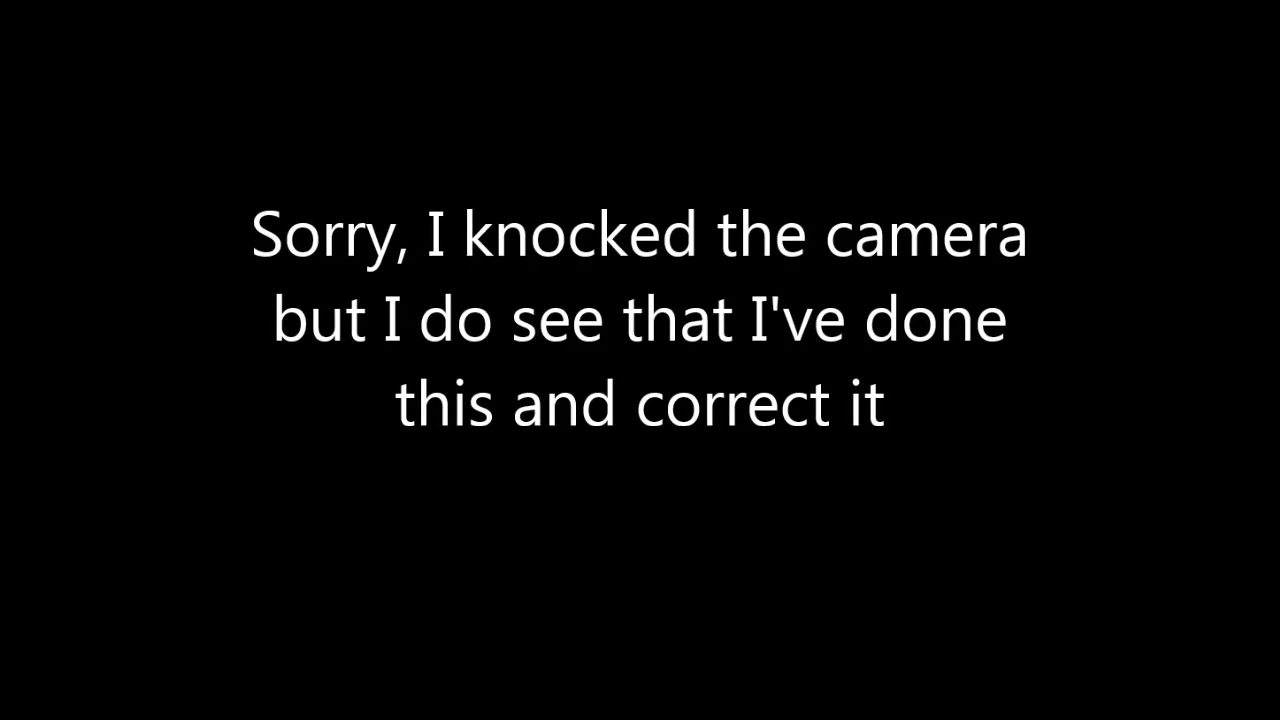 Sorry, I knocked the camera
but I do see that I've done
this and correct it